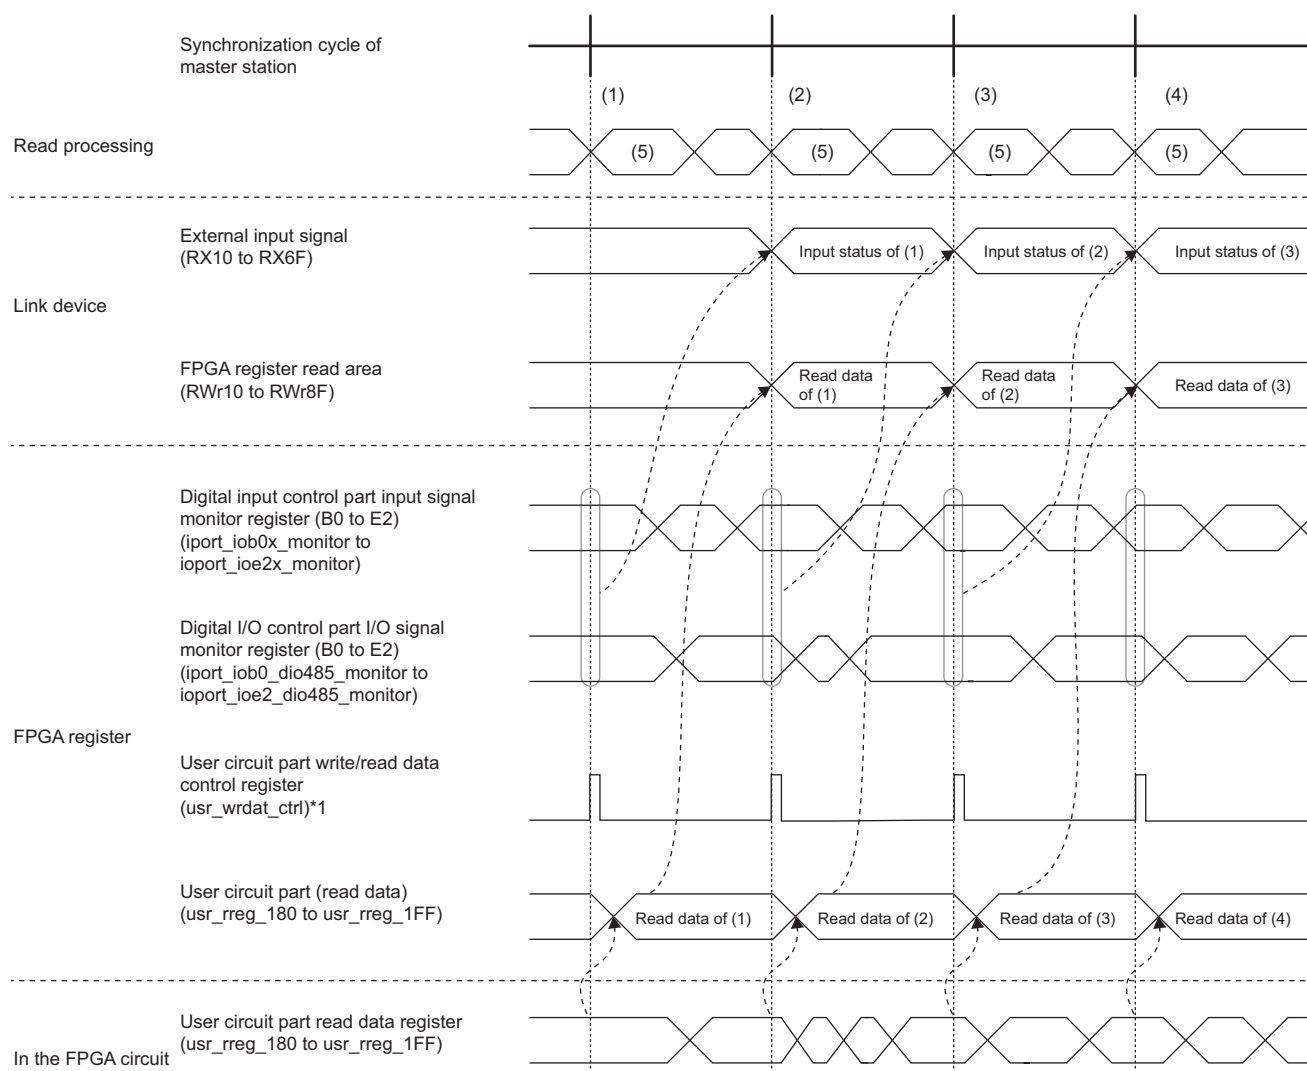 Synchronization cycle of
master station
(1)
(2)
(3)
(4)
Read processing
(5)
(5)
(5)
(5)
External input signal
(RX10 to RX6F)
Input status of (1)
Input status of (2)
Input status of (3)
Link device
FPGA register read area
(RWr10 to RWr8F)
Read data
of (1)
Read data
of (2)
Read data of (3)
Digital input control part input signal
monitor register (B0 to E2)
(iport_iob0x_monitor to
ioport_ioe2x_monitor)
Digital I/O control part I/O signal
monitor register (B0 to E2)
(iport_iob0_dio485_monitor to
ioport_ioe2_dio485_monitor)
FPGA register
User circuit part write/read data
control register
(usr_wrdat_ctrl)*1
User circuit part (read data)
(usr_rreg_180 to usr_rreg_1FF)
Read data of (1)
Read data of (2)
Read data of (3)
Read data of (4)
User circuit part read data register
(usr_rreg_180 to usr_rreg_1FF)
In the FPGA circuit